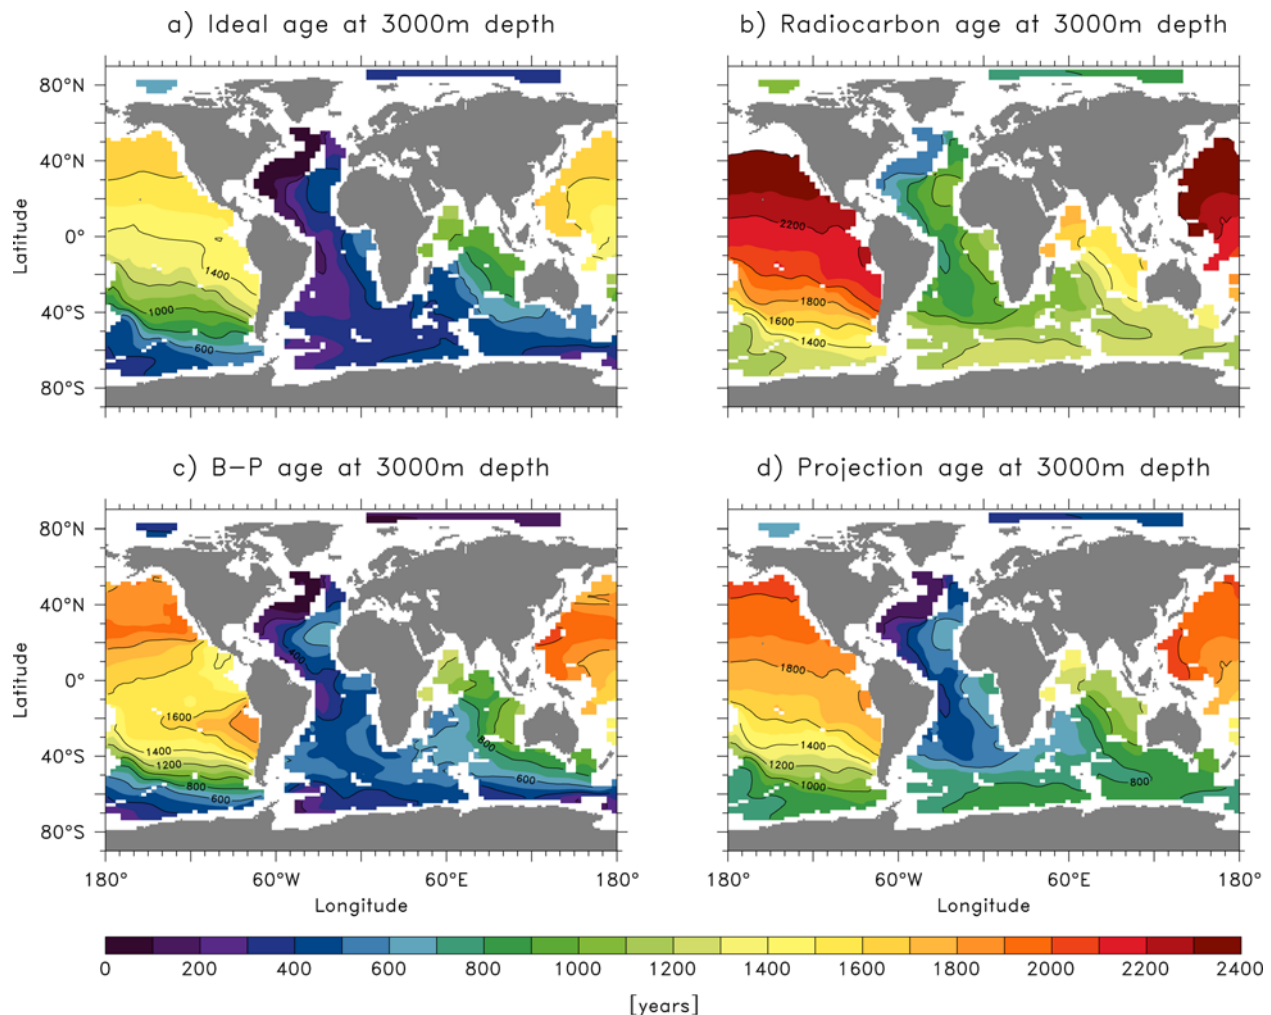 a) Ideal age at 3000m depth
b) Radiocarbon age at 3000m depth
80°N
40°N
0°
40°S
80°S
Latitude
1400
1000
600
2200
1800
1600
1400
c) B–P age at 3000m depth
d) Projection age at 3000m depth
80°N
40°N
0°
40°S
80°S
Latitude
400
1600
1400
1200
800
600
800
600
1800
1400
1200
1000
800
180° 60°W 60°E 180°
180° 60°W 60°E 180°
Longitude
Longitude
0 200 400 600 800 1000 1200 1400 1600 1800 2000 2200 2400
[years]